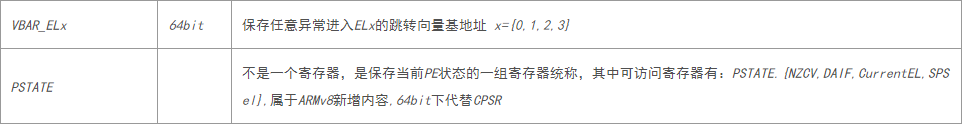 VBAR_ELx 64bit 保存任意异常进入ELx的跳转向量基地址 x={0,1,2,3}
不是一个寄存器，是保存当前PE状态的一组寄存器统称，其中可访问寄存器有：PSTATE.{NZCV,DAIF,CurrentEL,SPS
PSTATE
el},属于ARMv8新增内容,64bit下代替CPSR